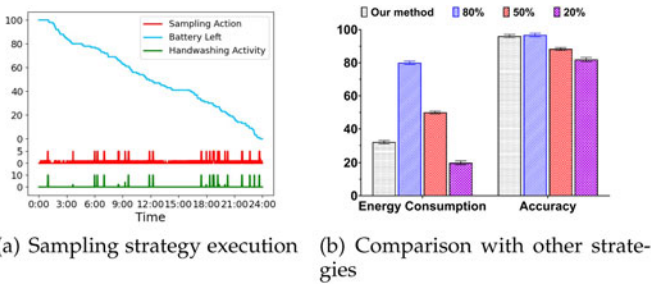 Sampling Action
Battery Left
Handwashing Activity
100
80
60
40
20
0
5
0
10
0
0:00 3:00 6:00 9:00 12:00 15:00 18:00 21:00 24:00
Time
(a) Sampling strategy execution
Our method 80% 50% 20%
100
80
60
40
20
0
Energy Consumption Accuracy
(b) Comparison with other strate-
gies